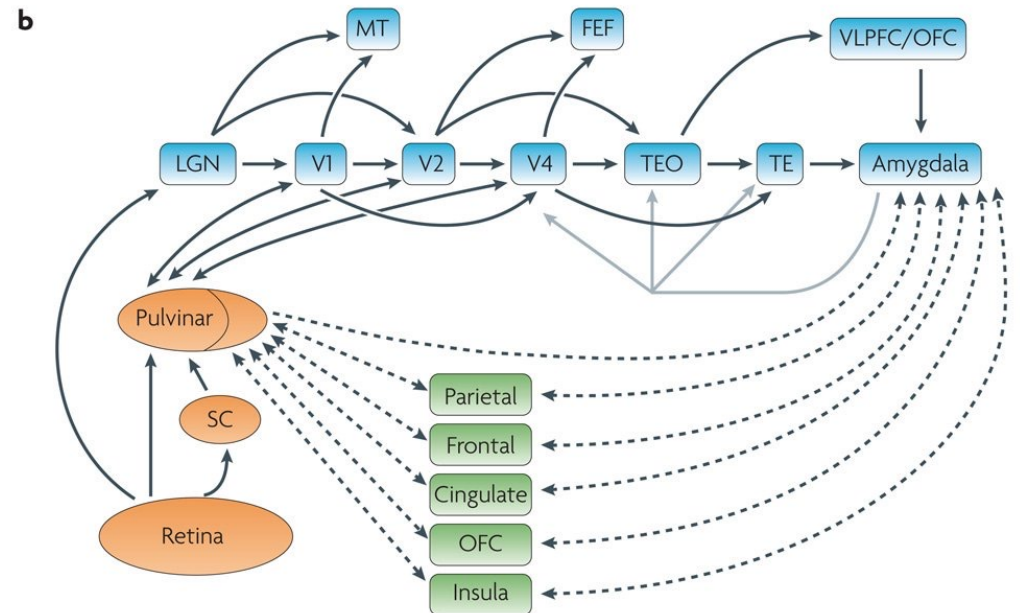 b
MT
FEF
VLPFC/OFC
LGN
V1
V2
V4
TEO
TE
Amygdala
Pulvinar
SC
Retina
Parietal
Frontal
Cingulate
OFC
Insula